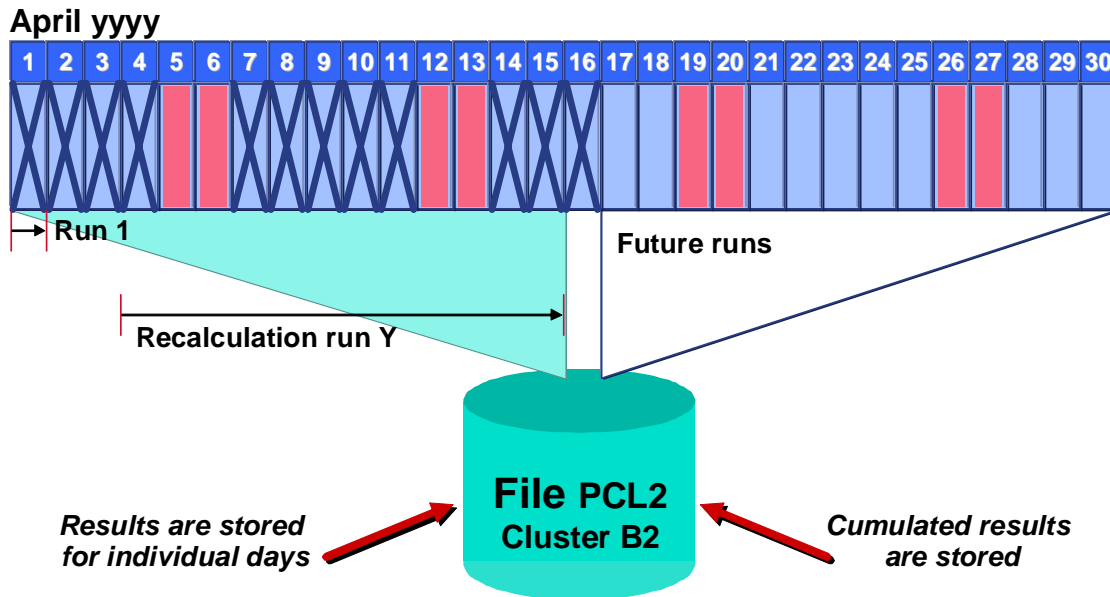 April yyyy
1 2 3 4 5 6 7 8 9 10 11 12 13 14 15 16 17 18 19 20 21 22 23 24 25 26 27 28 29 30
Run 1
Future runs
Recalculation run Y
File PCL2
Cluster B2
Results are stored
for individual days
Cumulated results
are stored